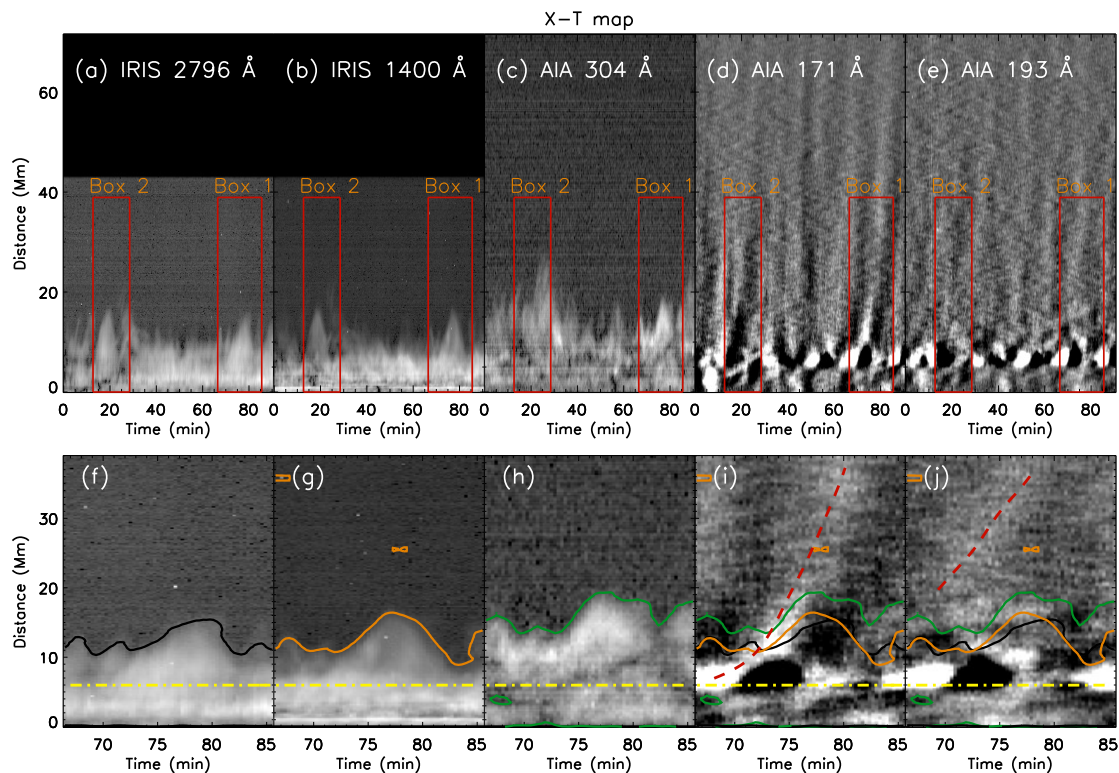 X-T map
(a) IRIS 2796 Å
(b) IRIS 1400 Å
(c) AIA 304 Å
(d) AIA 171 Å
(e) AIA 193 Å
Box 2
Box 1
Box 2
Box 1
Box 2
Box 1
Box 2
Box 1
Box 2
Box 1
Distance (Mm)
60
40
20
0
0 20 40 60 80
0 20 40 60 80
0 20 40 60 80
0 20 40 60 80
0 20 40 60 80
Time (min)
Time (min)
Time (min)
Time (min)
Time (min)
(f)
(g)
(h)
(i)
(j)
Distance (Mm)
30
20
10
0
70 75 80 85
70 75 80 85
70 75 80 85
70 75 80 85
70 75 80 85
Time (min)
Time (min)
Time (min)
Time (min)
Time (min)